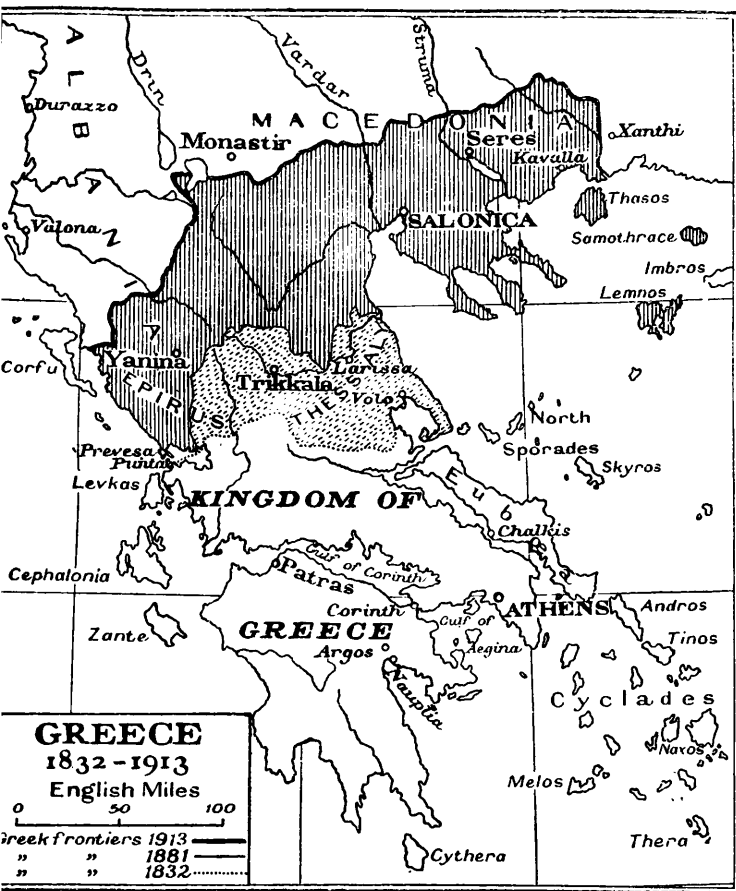 ALBANIA
Durazzo
Drin
Vardar
Struma
MACEDONIA
Monastir
Seres
Xanthi
Kavalla
Valona
SALONICA
Thasos
Samothrace
Imbros
Lemnos
Corfu
Yanina
EPIRUS
Trikkala
THESSALY
Larissa
Volo
North
Sporades
Skyros
Prevesa
Punta
Levkas
KINGDOM OF
GREECE
Eubœa
Chalkis
Cephalonia
Gulf of Corinth
Patras
Corinth
ATHENS
Gulf of
Aegina
Andros
Tinos
Zante
Argos
Nauplia
Cyclades
Naxos
Melos
Thera
Cythera
GREECE
1832-1913
English Miles
0 50 100
Greek frontiers 1913
„ „ 1881
„ „ 1832